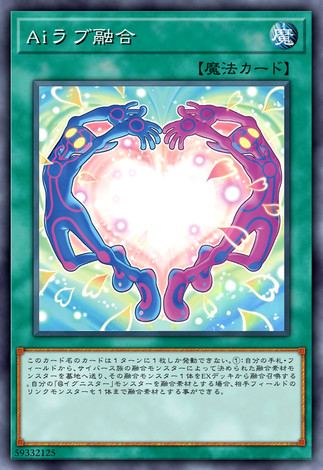 Aiラブ融合
魔
【魔法カード】
このカード名のカードは1ターンに1枚しか発動できない。①:自分の手札・フ
ィールドから、サイバース族の融合モンスターによって決められた融合素材モ
ンスターを墓地へ送り、その融合モンスター1体をEXデッキから融合召喚す
る。自分の「@イグニスター」モンスターを融合素材とする場合、相手フィールドの
リンクモンスターも1体まで融合素材とする事ができる。
59332125